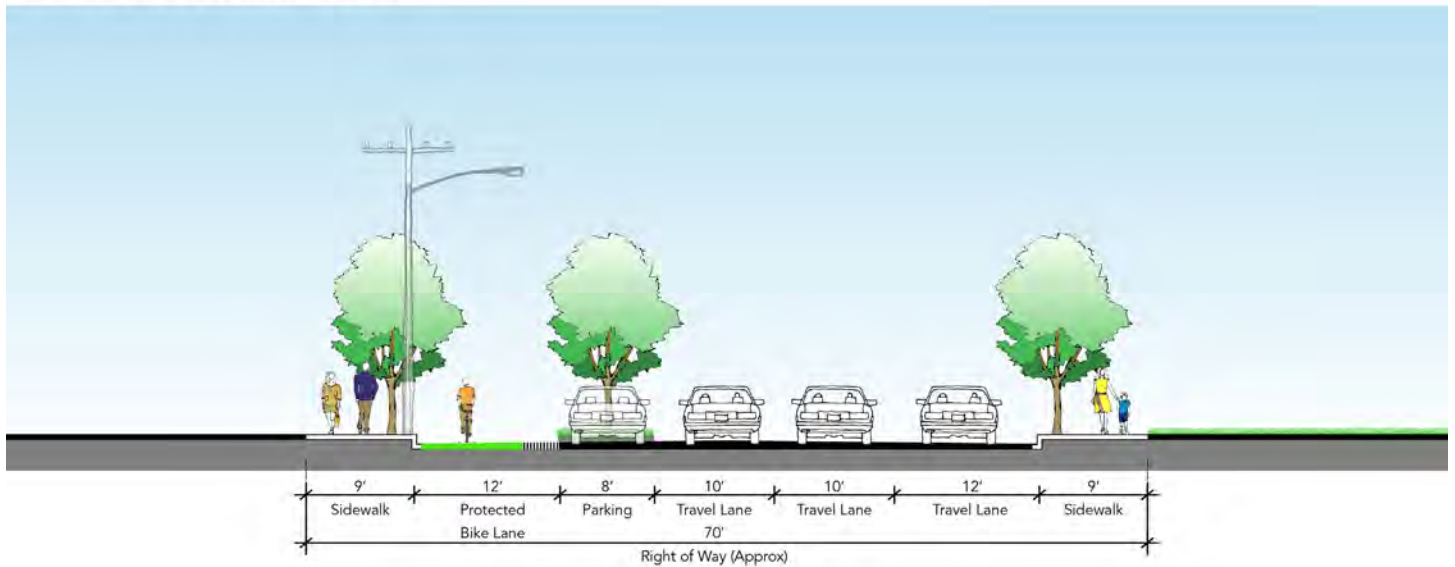 9' 12' 8' 10' 10' 12' 9'
Sidewalk Protected Parking Travel Lane Travel Lane Travel Lane Sidewalk
Bike Lane 70'
Right of Way (Approx)